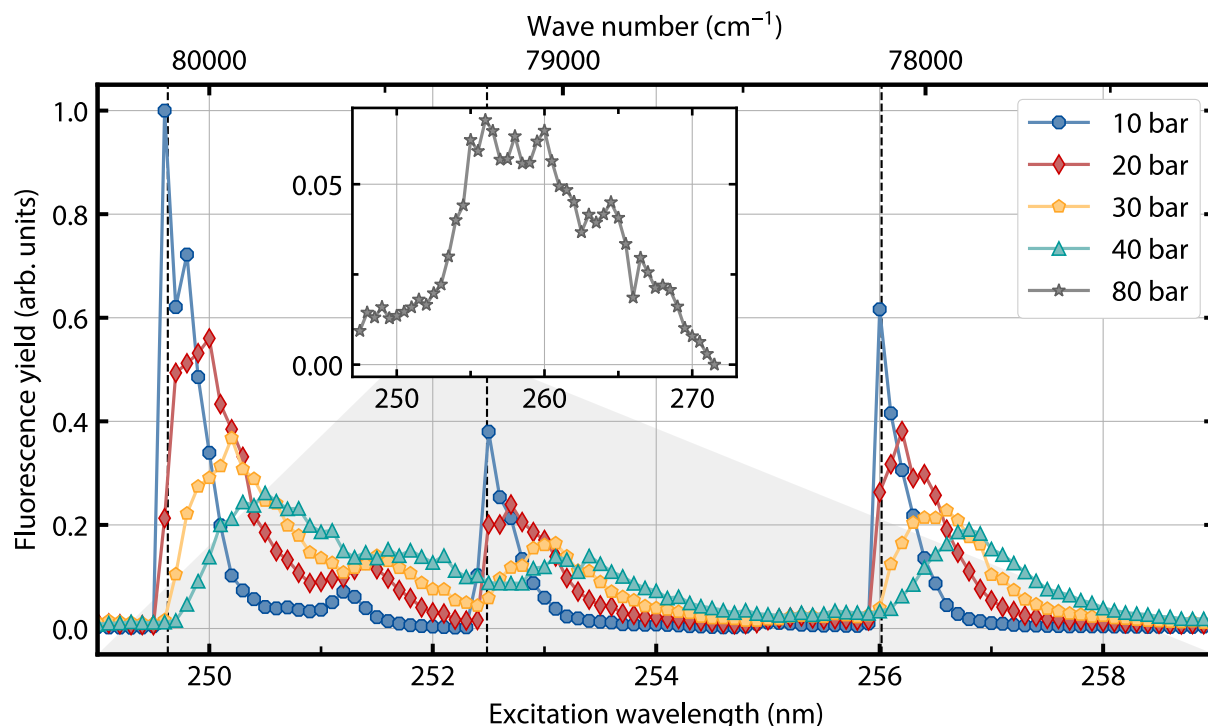 Wave number (cm⁻¹)
80000 79000 78000
1.0
0.8
0.6
0.4
0.2
0.0
Fluorescence yield (arb. units)
0.05
0.00
250 260 270
10 bar
20 bar
30 bar
40 bar
80 bar
250 252 254 256 258
Excitation wavelength (nm)